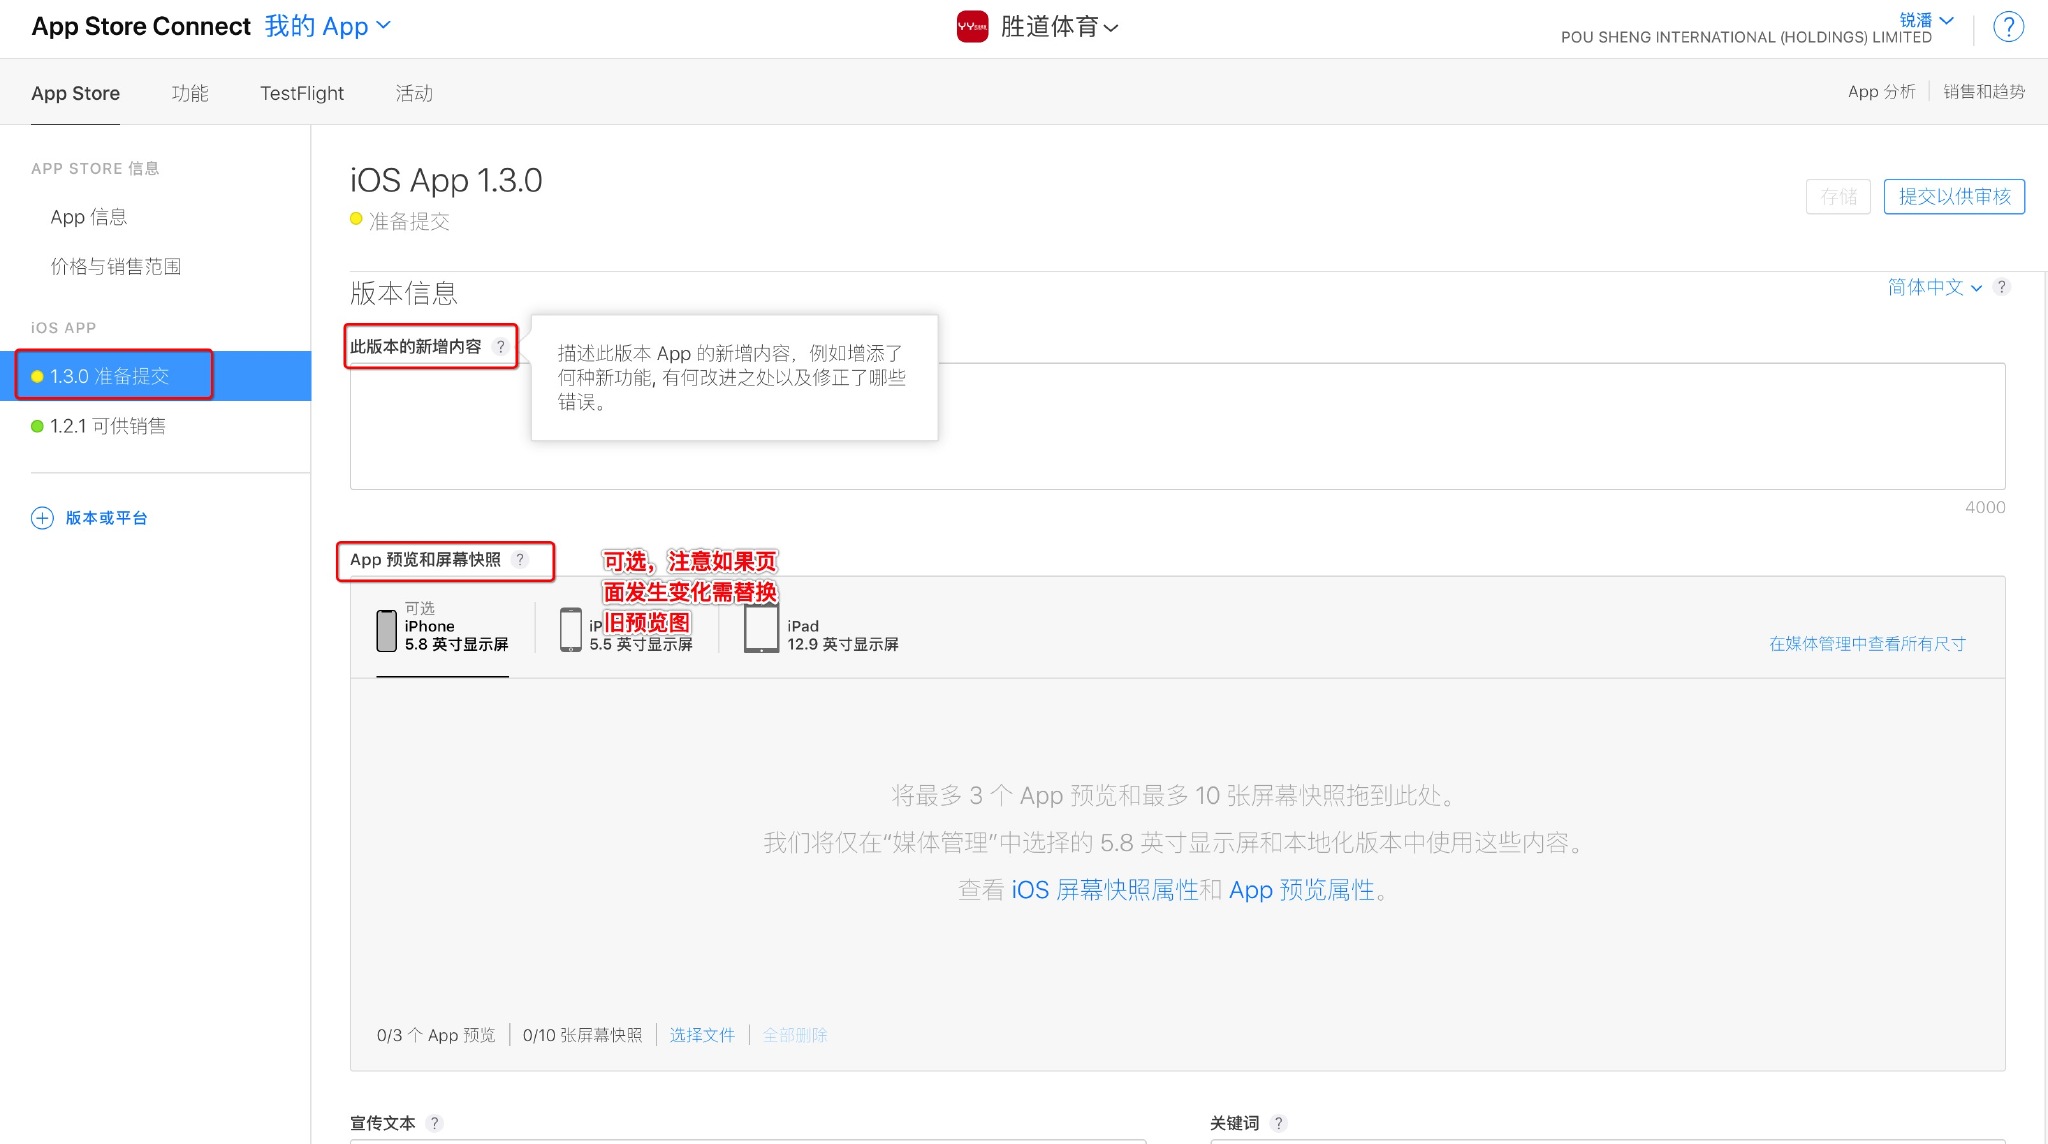 App Store Connect 我的 App
胜道体育
锐潘
POU SHENG INTERNATIONAL (HOLDINGS) LIMITED
?
App Store 功能 TestFlight 活动
App 分析 销售和趋势
APP STORE 信息
App 信息
价格与销售范围
iOS APP
1.3.0 准备提交
1.2.1 可供销售
版本或平台
iOS App 1.3.0
准备提交
存储 提交以供审核
版本信息
简体中文 ?
此版本的新增内容 ?
描述此版本 App 的新增内容，例如增添了
何种新功能, 有何改进之处以及修正了哪些
错误。
4000
App 预览和屏幕快照 ?
可选，注意如果页
面发生变化需替换
旧预览图
可选
iPhone
5.8 英寸显示屏
5.5 英寸显示屏
iPad
12.9 英寸显示屏
在媒体管理中查看所有尺寸
将最多 3 个 App 预览和最多 10 张屏幕快照拖到此处。
我们将仅在“媒体管理”中选择的 5.8 英寸显示屏和本地化版本中使用这些内容。
查看 iOS 屏幕快照属性和 App 预览属性。
0/3 个 App 预览 0/10 张屏幕快照 选择文件 全部删除
宣传文本 ?
关键词 ?